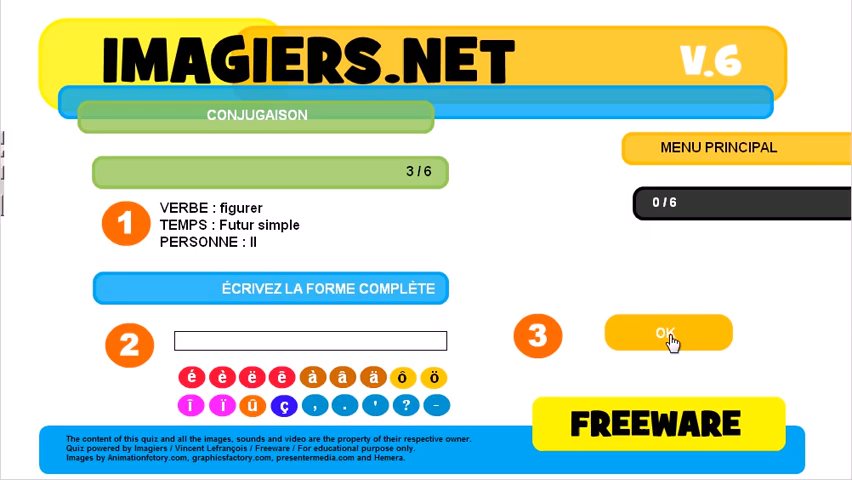 IMAGIERS.NET
V.6
CONJUGAISON
MENU PRINCIPAL
3 / 6
0 / 6
1
VERBE : figurer
TEMPS : Futur simple
PERSONNE : Il
ÉCRIVEZ LA FORME COMPLÈTE
2
3
OK
é è ë ê à â ä ô ö
î ï û ç , . ' ? -
FREEWARE
The content of this quiz and all the images, sounds and video are the property of their respective owner.
Quiz powered by Imagiers / Vincent Lefrançois / Freeware / For educational purpose only.
Images by Animationfctory.com, graphicsfactory.com, presentermedia.com and Hemera.